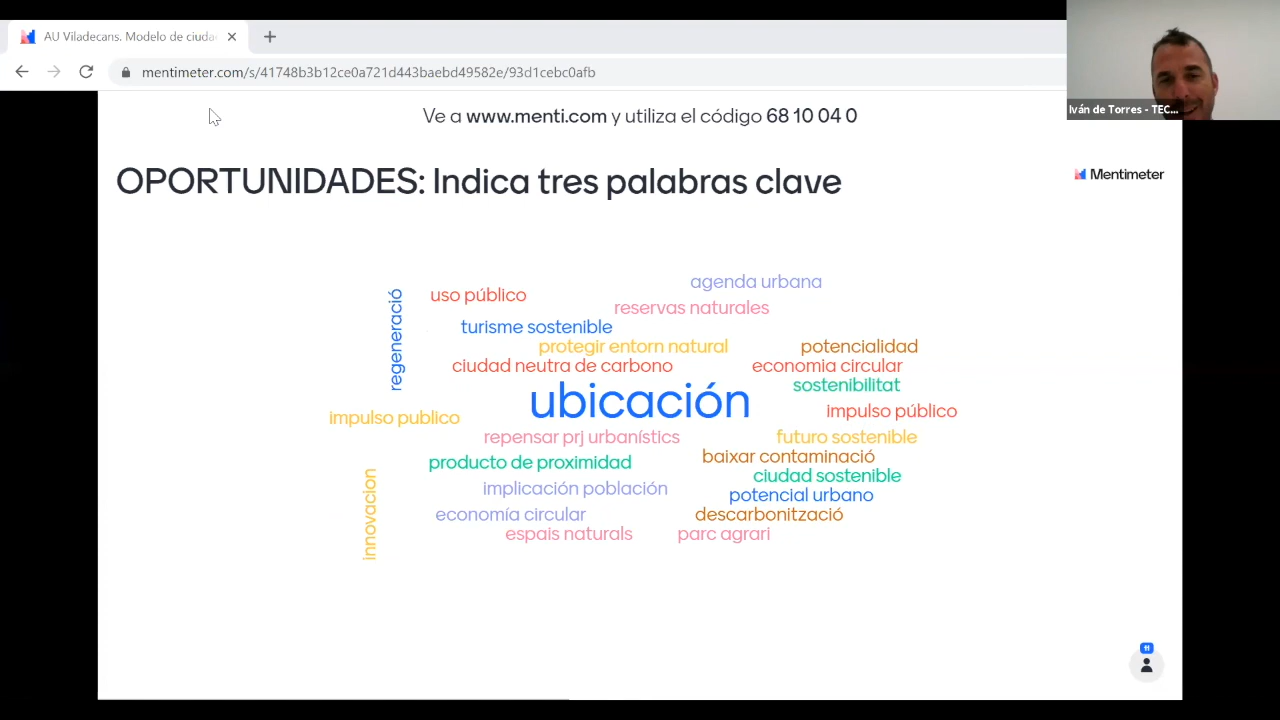 AU Viladecans. Modelo de ciuda
mentimeter.com/s/41748b3b12ce0a721d443baebd49582e/93d1cebc0afb
Iván de Torres - TEC...
Ve a www.menti.com y utiliza el código 68 10 04 0
OPORTUNIDADES: Indica tres palabras clave
Mentimeter
agenda urbana
uso público
reservas naturales
regeneració
turisme sostenible
protegir entorn natural
potencialidad
ciudad neutra de carbono
economia circular
sostenibilitat
ubicación
impulso público
impulso publico
repensar prj urbanístics
futuro sostenible
baixar contaminació
producto de proximidad
ciudad sostenible
implicación población
potencial urbano
innovacion
economía circular
descarbonització
espais naturals
parc agrari
11